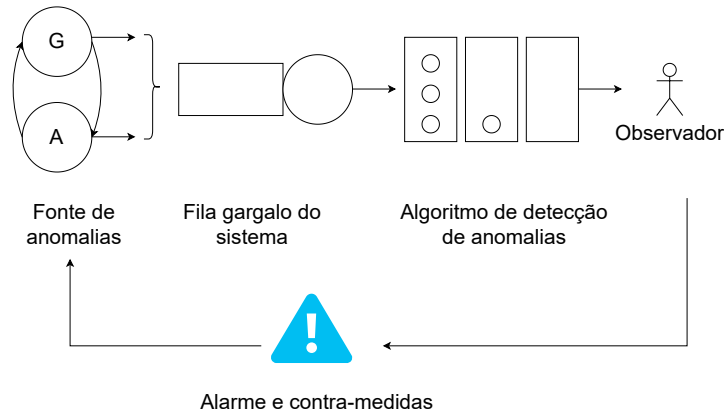 G
A
Observador
Fonte de
anomalias
Fila gargalo do
sistema
Algoritmo de detecção
de anomalias
!
Alarme e contra-medidas